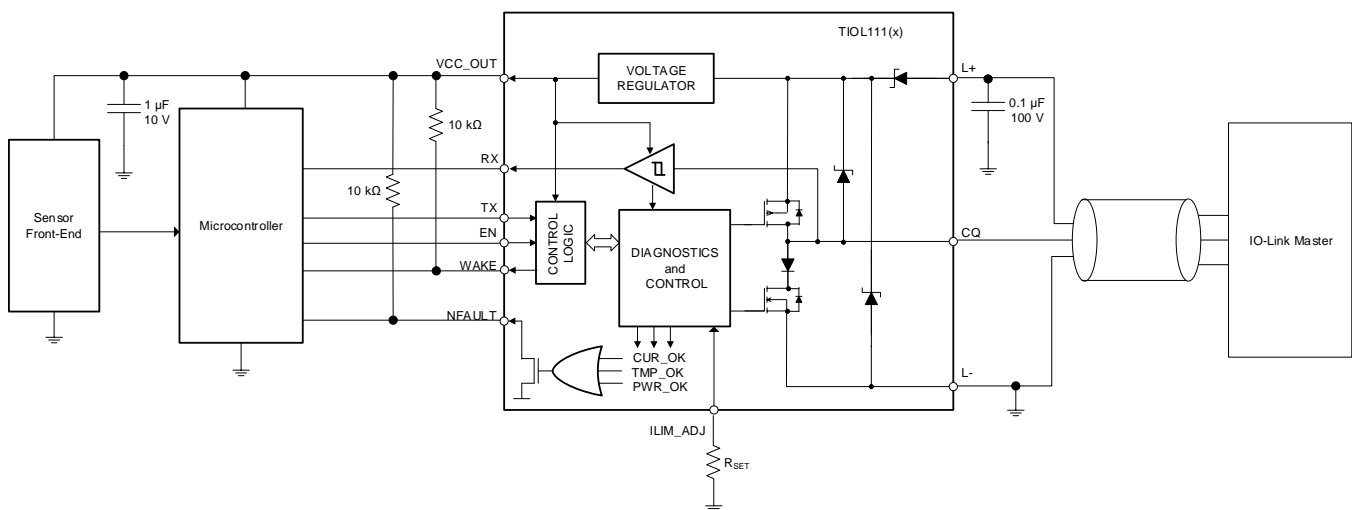 TIOL111(x)
VCC_OUT
VOLTAGE
REGULATOR
L+
1 µF
10 V
10 kΩ
0.1 µF
100 V
RX
10 kΩ
Sensor
Front-End
Microcontroller
TX
EN
WAKE
CONTROL
LOGIC
DIAGNOSTICS
and
CONTROL
CQ
IO-Link Master
NFAULT
CUR_OK
TMP_OK
PWR_OK
L-
ILIM_ADJ
RSET